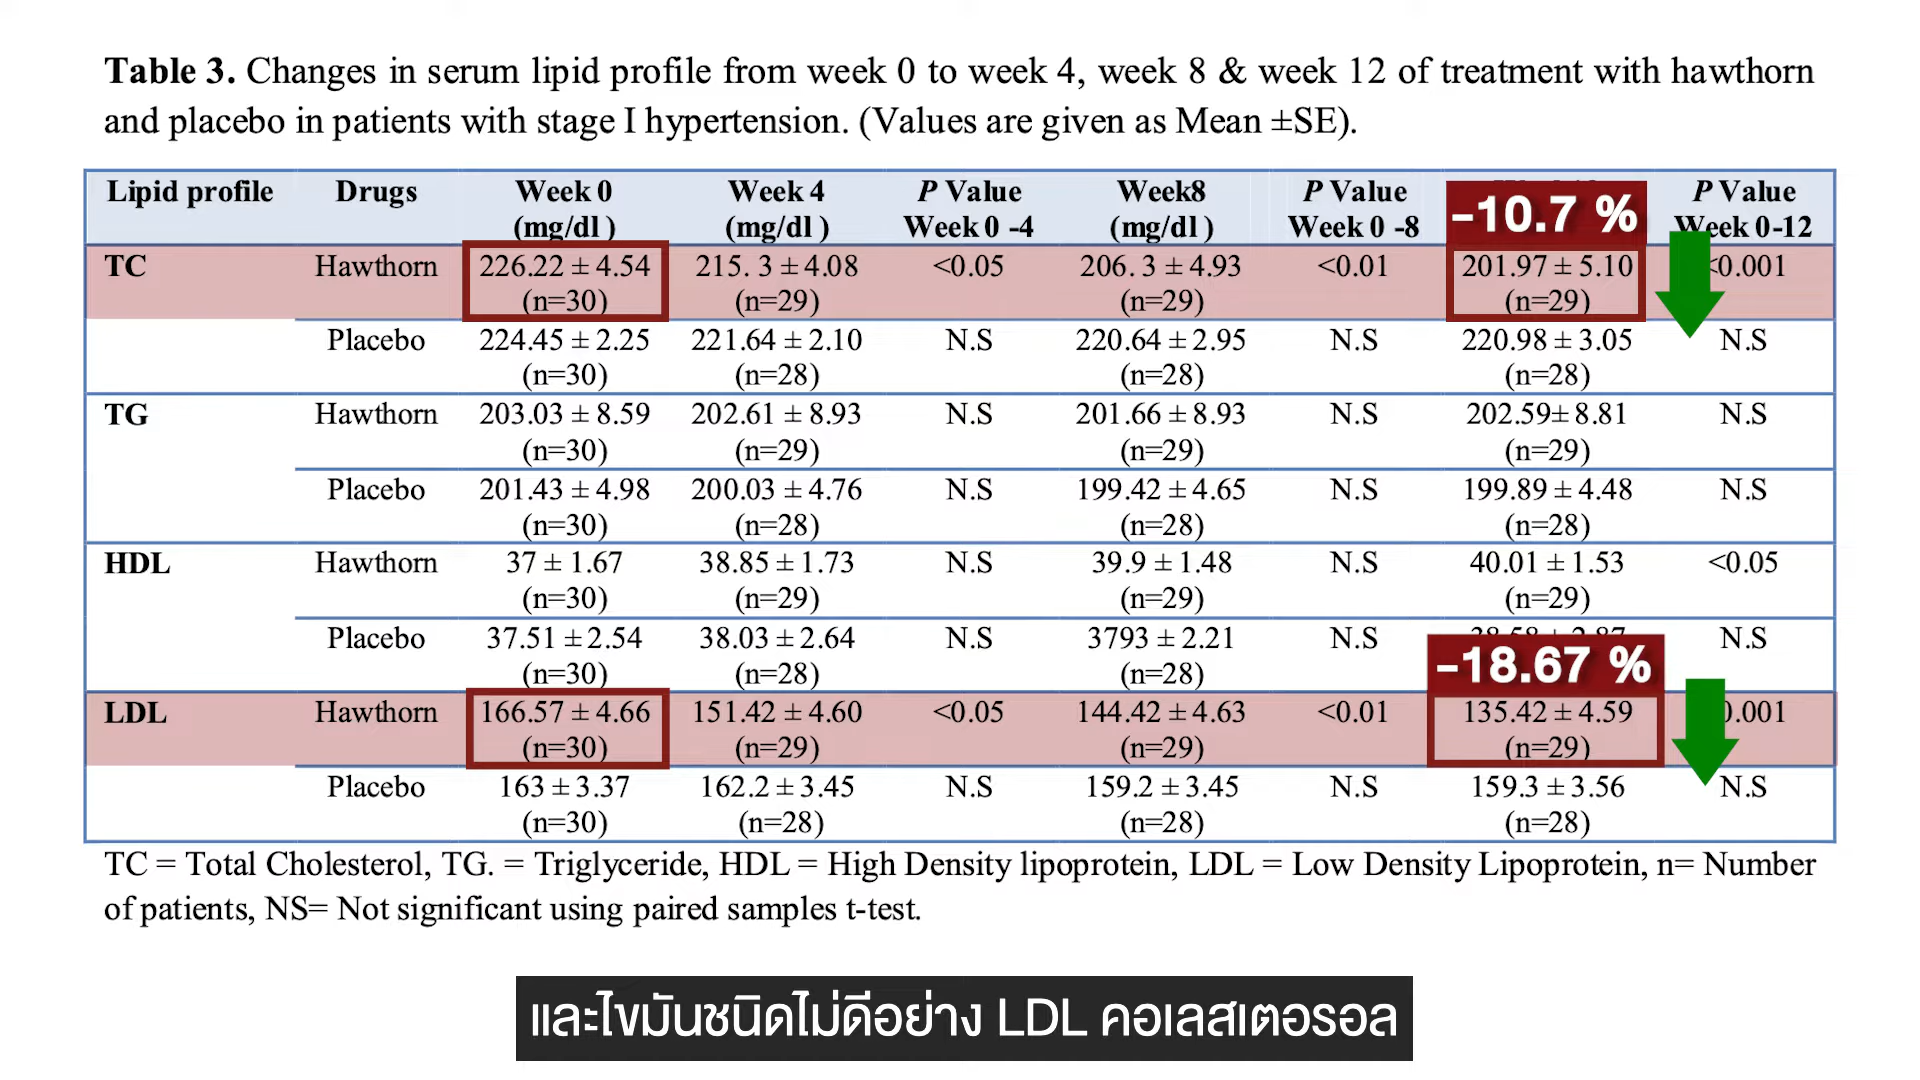 Table 3. Changes in serum lipid profile from week 0 to week 4, week 8 & week 12 of treatment with hawthorn
and placebo in patients with stage I hypertension. (Values are given as Mean ±SE).
Lipid profile Drugs Week 0 Week 4 P Value Week8 P Value -10.7 % P Value
(mg/dl ) (mg/dl ) Week 0 -4 (mg/dl ) Week 0 -8 Week 0-12
TC Hawthorn 226.22 ± 4.54 215. 3 ± 4.08 <0.05 206. 3 ± 4.93 <0.01 201.97 ± 5.10 <0.001
(n=30) (n=29) (n=29) (n=29)
Placebo 224.45 ± 2.25 221.64 ± 2.10 N.S 220.64 ± 2.95 N.S 220.98 ± 3.05 N.S
(n=30) (n=28) (n=28) (n=28)
TG Hawthorn 203.03 ± 8.59 202.61 ± 8.93 N.S 201.66 ± 8.93 N.S 202.59± 8.81 N.S
(n=30) (n=29) (n=29) (n=29)
Placebo 201.43 ± 4.98 200.03 ± 4.76 N.S 199.42 ± 4.65 N.S 199.89 ± 4.48 N.S
(n=30) (n=28) (n=28) (n=28)
HDL Hawthorn 37 ± 1.67 38.85 ± 1.73 N.S 39.9 ± 1.48 N.S 40.01 ± 1.53 <0.05
(n=30) (n=29) (n=29) (n=29)
Placebo 37.51 ± 2.54 38.03 ± 2.64 N.S 3793 ± 2.21 N.S N.S
(n=30) (n=28) (n=28) -18.67 %
LDL Hawthorn 166.57 ± 4.66 151.42 ± 4.60 <0.05 144.42 ± 4.63 <0.01 135.42 ± 4.59 0.001
(n=30) (n=29) (n=29) (n=29)
Placebo 163 ± 3.37 162.2 ± 3.45 N.S 159.2 ± 3.45 N.S 159.3 ± 3.56 N.S
(n=30) (n=28) (n=28) (n=28)
TC = Total Cholesterol, TG. = Triglyceride, HDL = High Density lipoprotein, LDL = Low Density Lipoprotein, n= Number
of patients, NS= Not significant using paired samples t-test.
และไขมันชนิดไม่ดีอย่าง LDL คอเลสเตอรอล